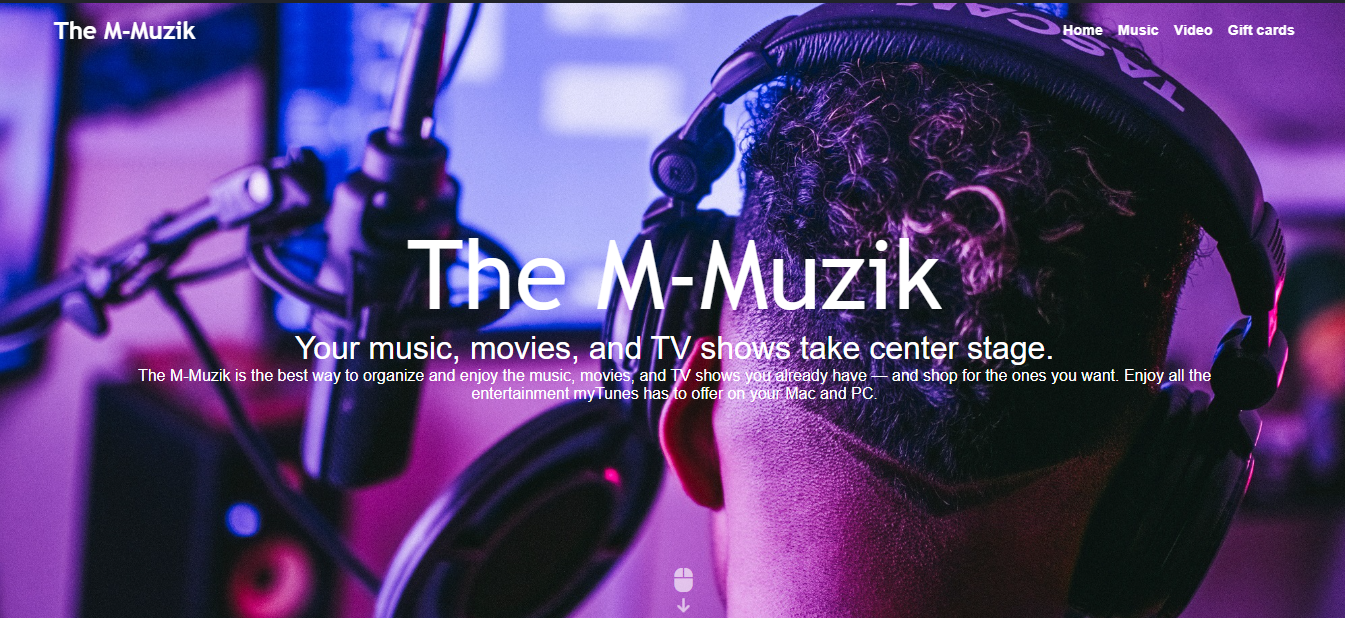 The M-Muzik
Home Music Video Gift cards
TASCAM
The M-Muzik
Your music, movies, and TV shows take center stage.
The M-Muzik is the best way to organize and enjoy the music, movies, and TV shows you already have — and shop for the ones you want. Enjoy all the
entertainment myTunes has to offer on your Mac and PC.